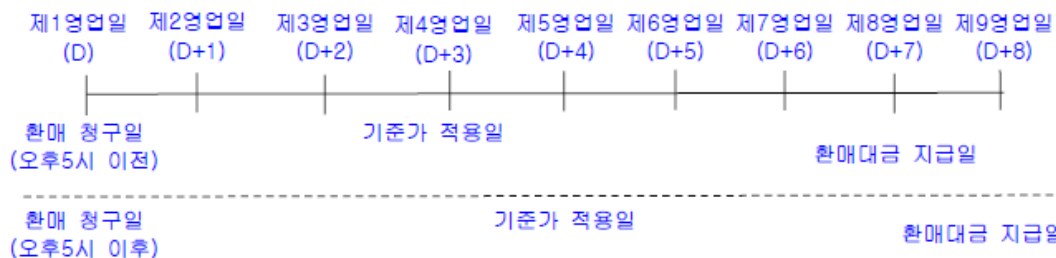 제1영업일 제2영업일 제3영업일 제4영업일 제5영업일 제6영업일 제7영업일 제8영업일 제9영업일
(D) (D+1) (D+2) (D+3) (D+4) (D+5) (D+6) (D+7) (D+8)
환매 청구일 기준가 적용일
(오후5시 이전) 환매대금 지급일
환매 청구일 기준가 적용일
(오후5시 이후) 환매대금 지급일